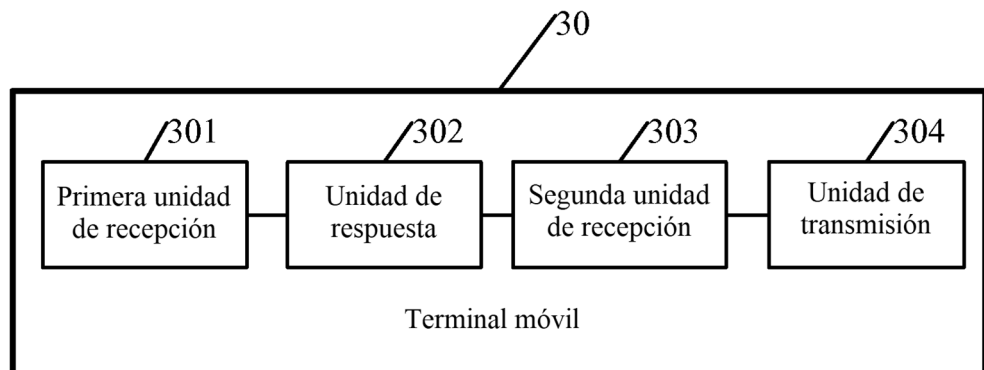 30
301
302
303
304
Primera unidad
de recepción
Unidad de
respuesta
Segunda unidad
de recepción
Unidad de
transmisión
Terminal móvil